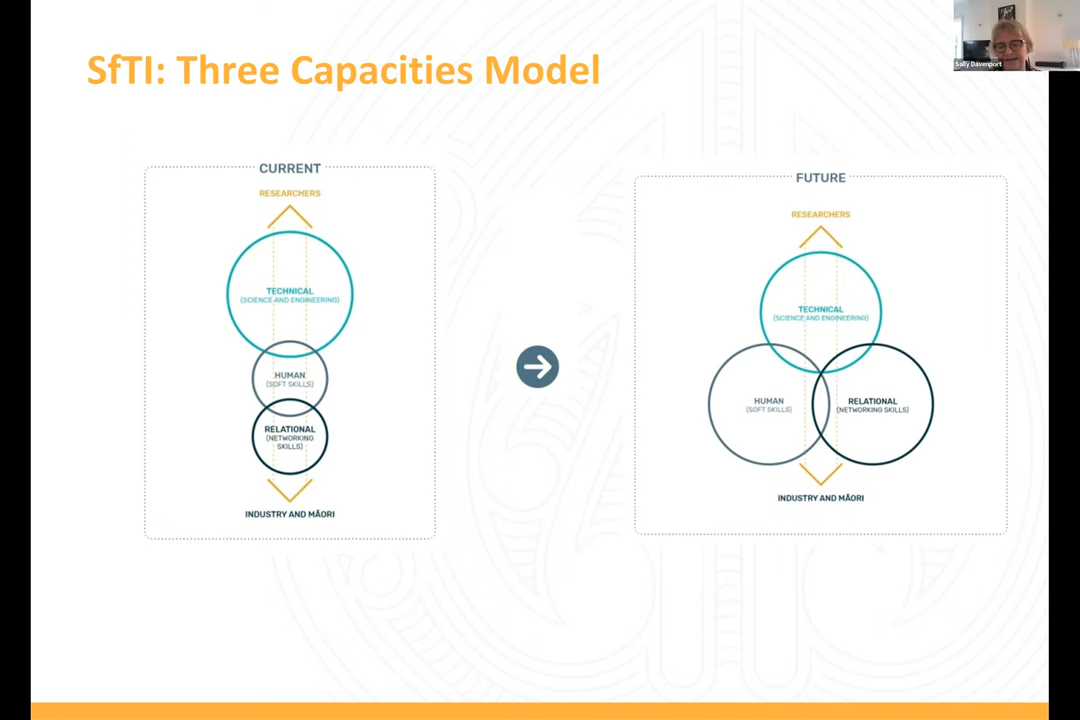 SfTI: Three Capacities Model
Sally Davenport
CURRENT
RESEARCHERS
TECHNICAL
(SCIENCE AND ENGINEERING)
HUMAN
(SOFT SKILLS)
RELATIONAL
(NETWORKING
SKILLS)
INDUSTRY AND MĀORI
FUTURE
RESEARCHERS
TECHNICAL
(SCIENCE AND ENGINEERING)
HUMAN
(SOFT SKILLS)
RELATIONAL
(NETWORKING SKILLS)
INDUSTRY AND MĀORI